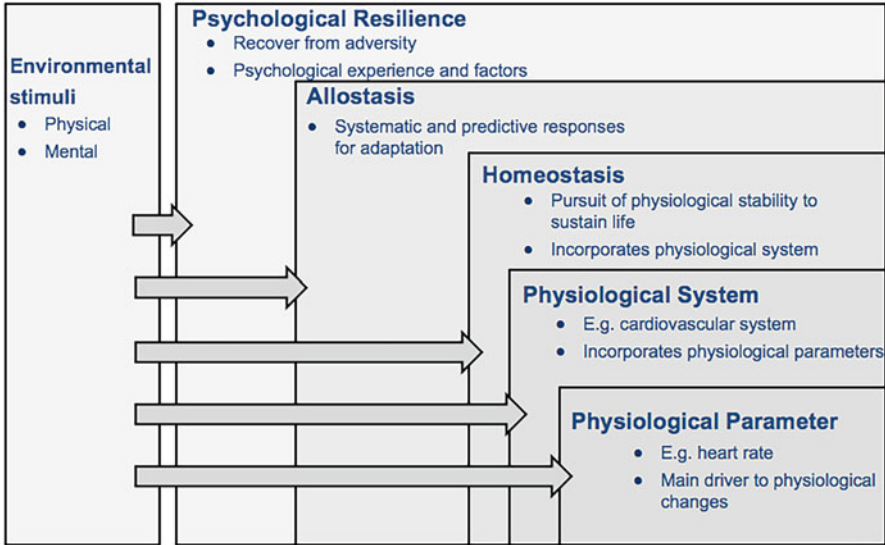 Environmental
stimuli
● Physical
● Mental
Psychological Resilience
● Recover from adversity
● Psychological experience and factors
Allostasis
● Systematic and predictive responses
for adaptation
Homeostasis
● Pursuit of physiological stability to
sustain life
● Incorporates physiological system
Physiological System
● E.g. cardiovascular system
● Incorporates physiological parameters
Physiological Parameter
● E.g. heart rate
● Main driver to physiological
changes